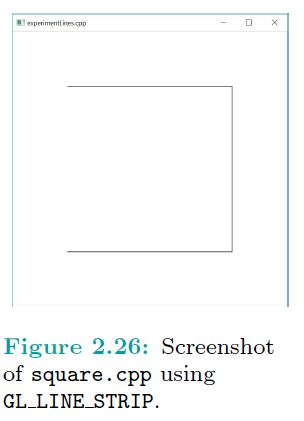 experimentLines.cpp
Figure 2.26: Screenshot
of square.cpp using
GL_LINE_STRIP.